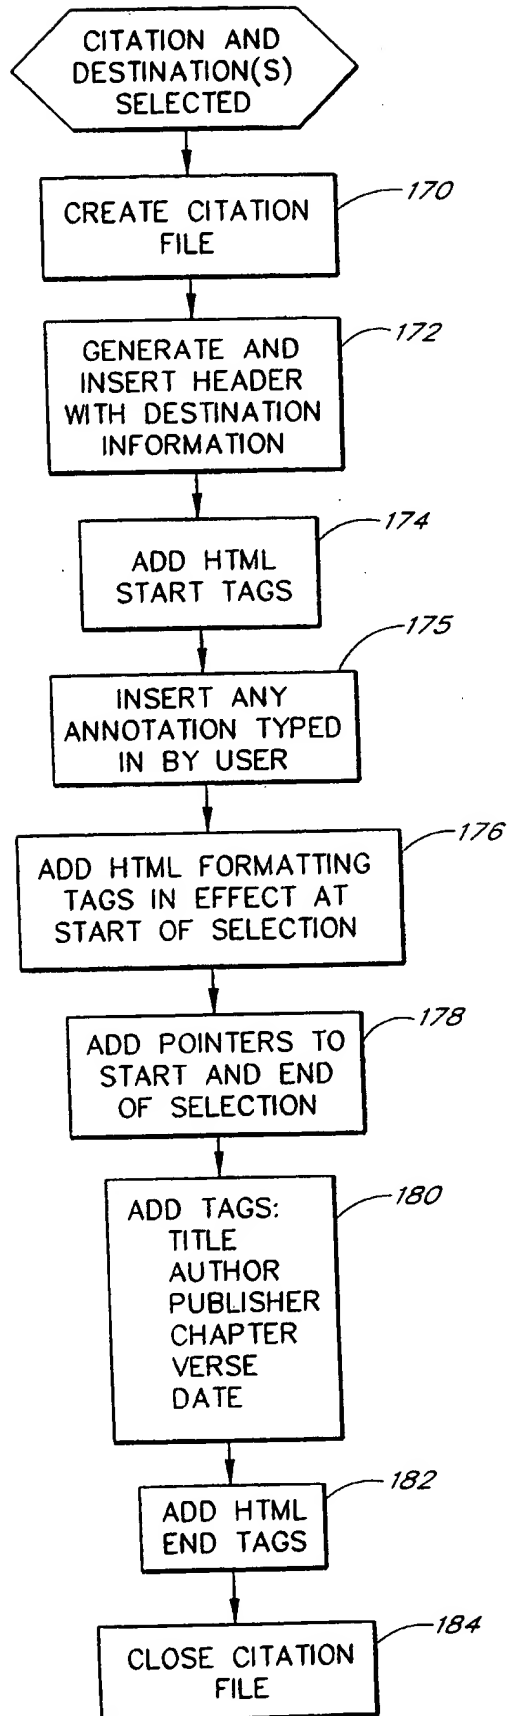 CITATION AND
DESTINATION(S)
SELECTED
170
CREATE CITATION
FILE
172
GENERATE AND
INSERT HEADER
WITH DESTINATION
INFORMATION
174
ADD HTML
START TAGS
175
INSERT ANY
ANNOTATION TYPED
IN BY USER
176
ADD HTML FORMATTING
TAGS IN EFFECT AT
START OF SELECTION
178
ADD POINTERS TO
START AND END
OF SELECTION
180
ADD TAGS:
TITLE
AUTHOR
PUBLISHER
CHAPTER
VERSE
DATE
182
ADD HTML
END TAGS
184
CLOSE CITATION
FILE